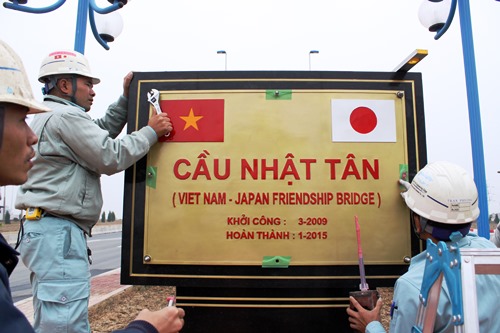 CẦU NHẬT TÂN
( VIET NAM - JAPAN FRIENDSHIP BRIDGE )
KHỞI CÔNG : 3-2009
HOÀN THÀNH : 1-2015